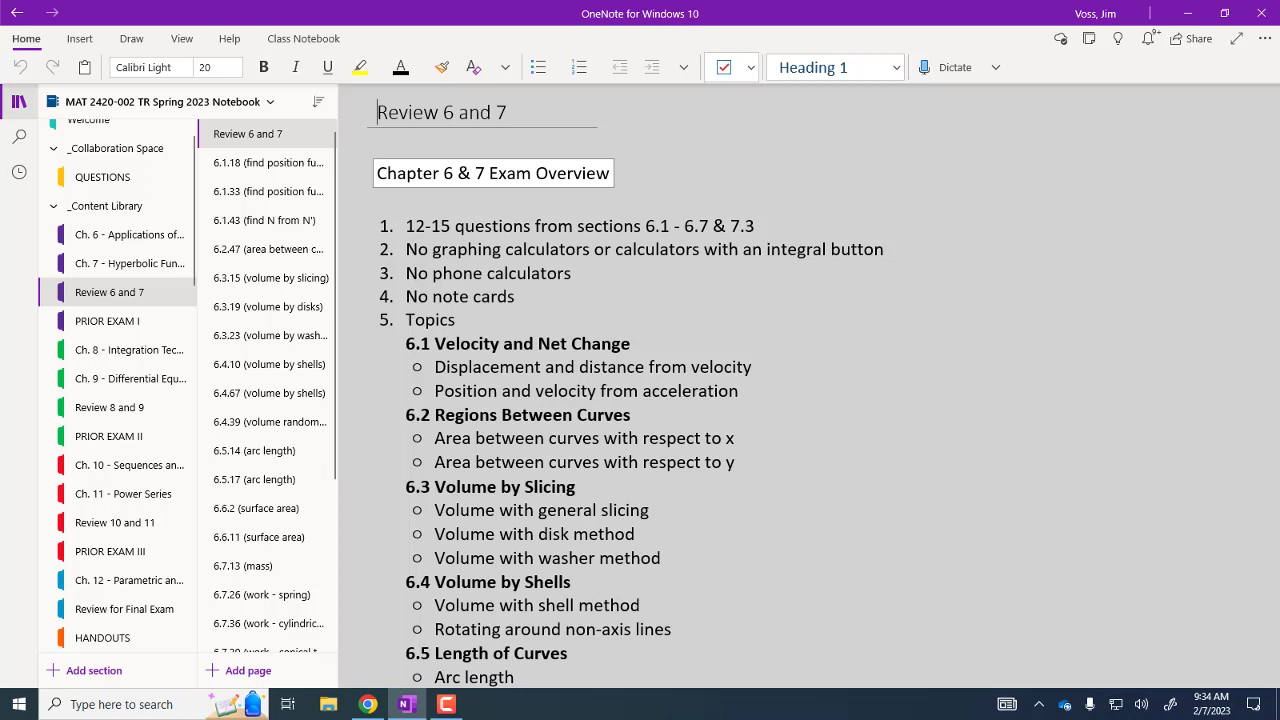 OneNote for Windows 10
Voss, Jim
Home
Insert
Draw
View
Help
Class Notebook
Share
Calibri Light
20
B
I
U
A
Heading 1
Dictate
MAT 2420-002 TR Spring 2023 Notebook
Welcome
_Collaboration Space
QUESTIONS
_Content Library
Ch. 6 - Applications of...
Ch. 7 - Hyperbolic Fun...
Review 6 and 7
PRIOR EXAM I
Ch. 8 - Integration Tec...
Ch. 9 - Differential Equ...
Review 8 and 9
PRIOR EXAM II
Ch. 10 - Sequences an...
Ch. 11 - Power Series
Review 10 and 11
PRIOR EXAM III
Ch. 12 - Parametric an...
Review for Final Exam
HANDOUTS
Add section
Review 6 and 7
6.1.18 (find position fu...
6.1.33 (find position fu...
6.1.43 (find N from N')
6.2.47 (area between c...
6.3.15 (volume by slicing)
6.3.19 (volume by disks)
6.3.23 (volume by wash...
6.4.10 (volume by shells)
6.4.67 (volume by shells)
6.4.39 (volume random...
6.5.14 (arc length)
6.5.17 (arc length)
6.6.2 (surface area)
6.6.11 (surface area)
6.7.13 (mass)
6.7.26 (work - spring)
6.7.36 (work - cylindric...
Add page
Review 6 and 7
Chapter 6 & 7 Exam Overview
1. 12-15 questions from sections 6.1 - 6.7 & 7.3
2. No graphing calculators or calculators with an integral button
3. No phone calculators
4. No note cards
5. Topics
6.1 Velocity and Net Change
○ Displacement and distance from velocity
○ Position and velocity from acceleration
6.2 Regions Between Curves
○ Area between curves with respect to x
○ Area between curves with respect to y
6.3 Volume by Slicing
○ Volume with general slicing
○ Volume with disk method
○ Volume with washer method
6.4 Volume by Shells
○ Volume with shell method
○ Rotating around non-axis lines
6.5 Length of Curves
○ Arc length
Type here to search
9:34 AM
2/7/2023